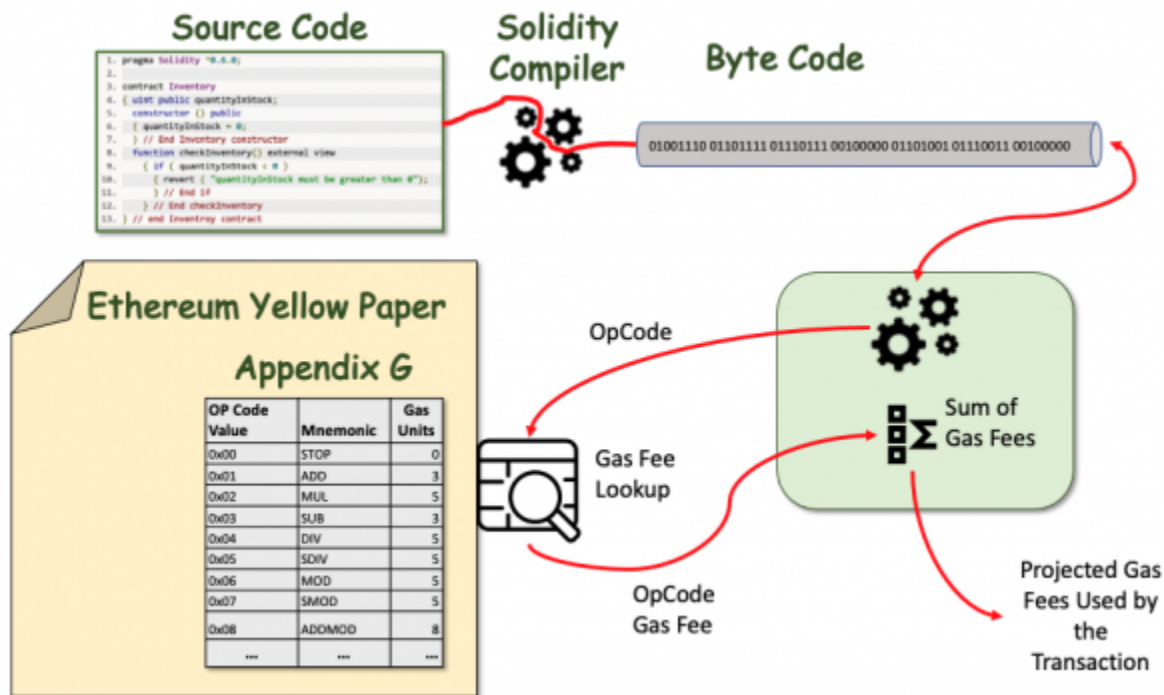 Source Code
1. pragma Solidity ^0.6.0;
2.
3. contract Inventory
4. { uint public quantityInStock;
5. constructor () public
6. { quantityInStock = 0;
7. } // End Inventory constructor
8. function checkInventory() external view
9. { if ( quantityInStock < 0 )
10. { revert ( "quantityInStock must be greater than 0");
11. } // End if
12. } // End checkInventory
13. } // end Inventroy contract
Solidity
Compiler
Byte Code
01001110 01101111 01110111 00100000 01101001 01110011 00100000
Ethereum Yellow Paper
Appendix G
OP Code Value Mnemonic Gas Units
0x00 STOP 0
0x01 ADD 3
0x02 MUL 5
0x03 SUB 3
0x04 DIV 5
0x05 SDIV 5
0x06 MOD 5
0x07 SMOD 5
0x08 ADDMOD 8
... ... ...
OpCode
Gas Fee
Lookup
OpCode
Gas Fee
Σ
Sum of
Gas Fees
Projected Gas
Fees Used by
the
Transaction